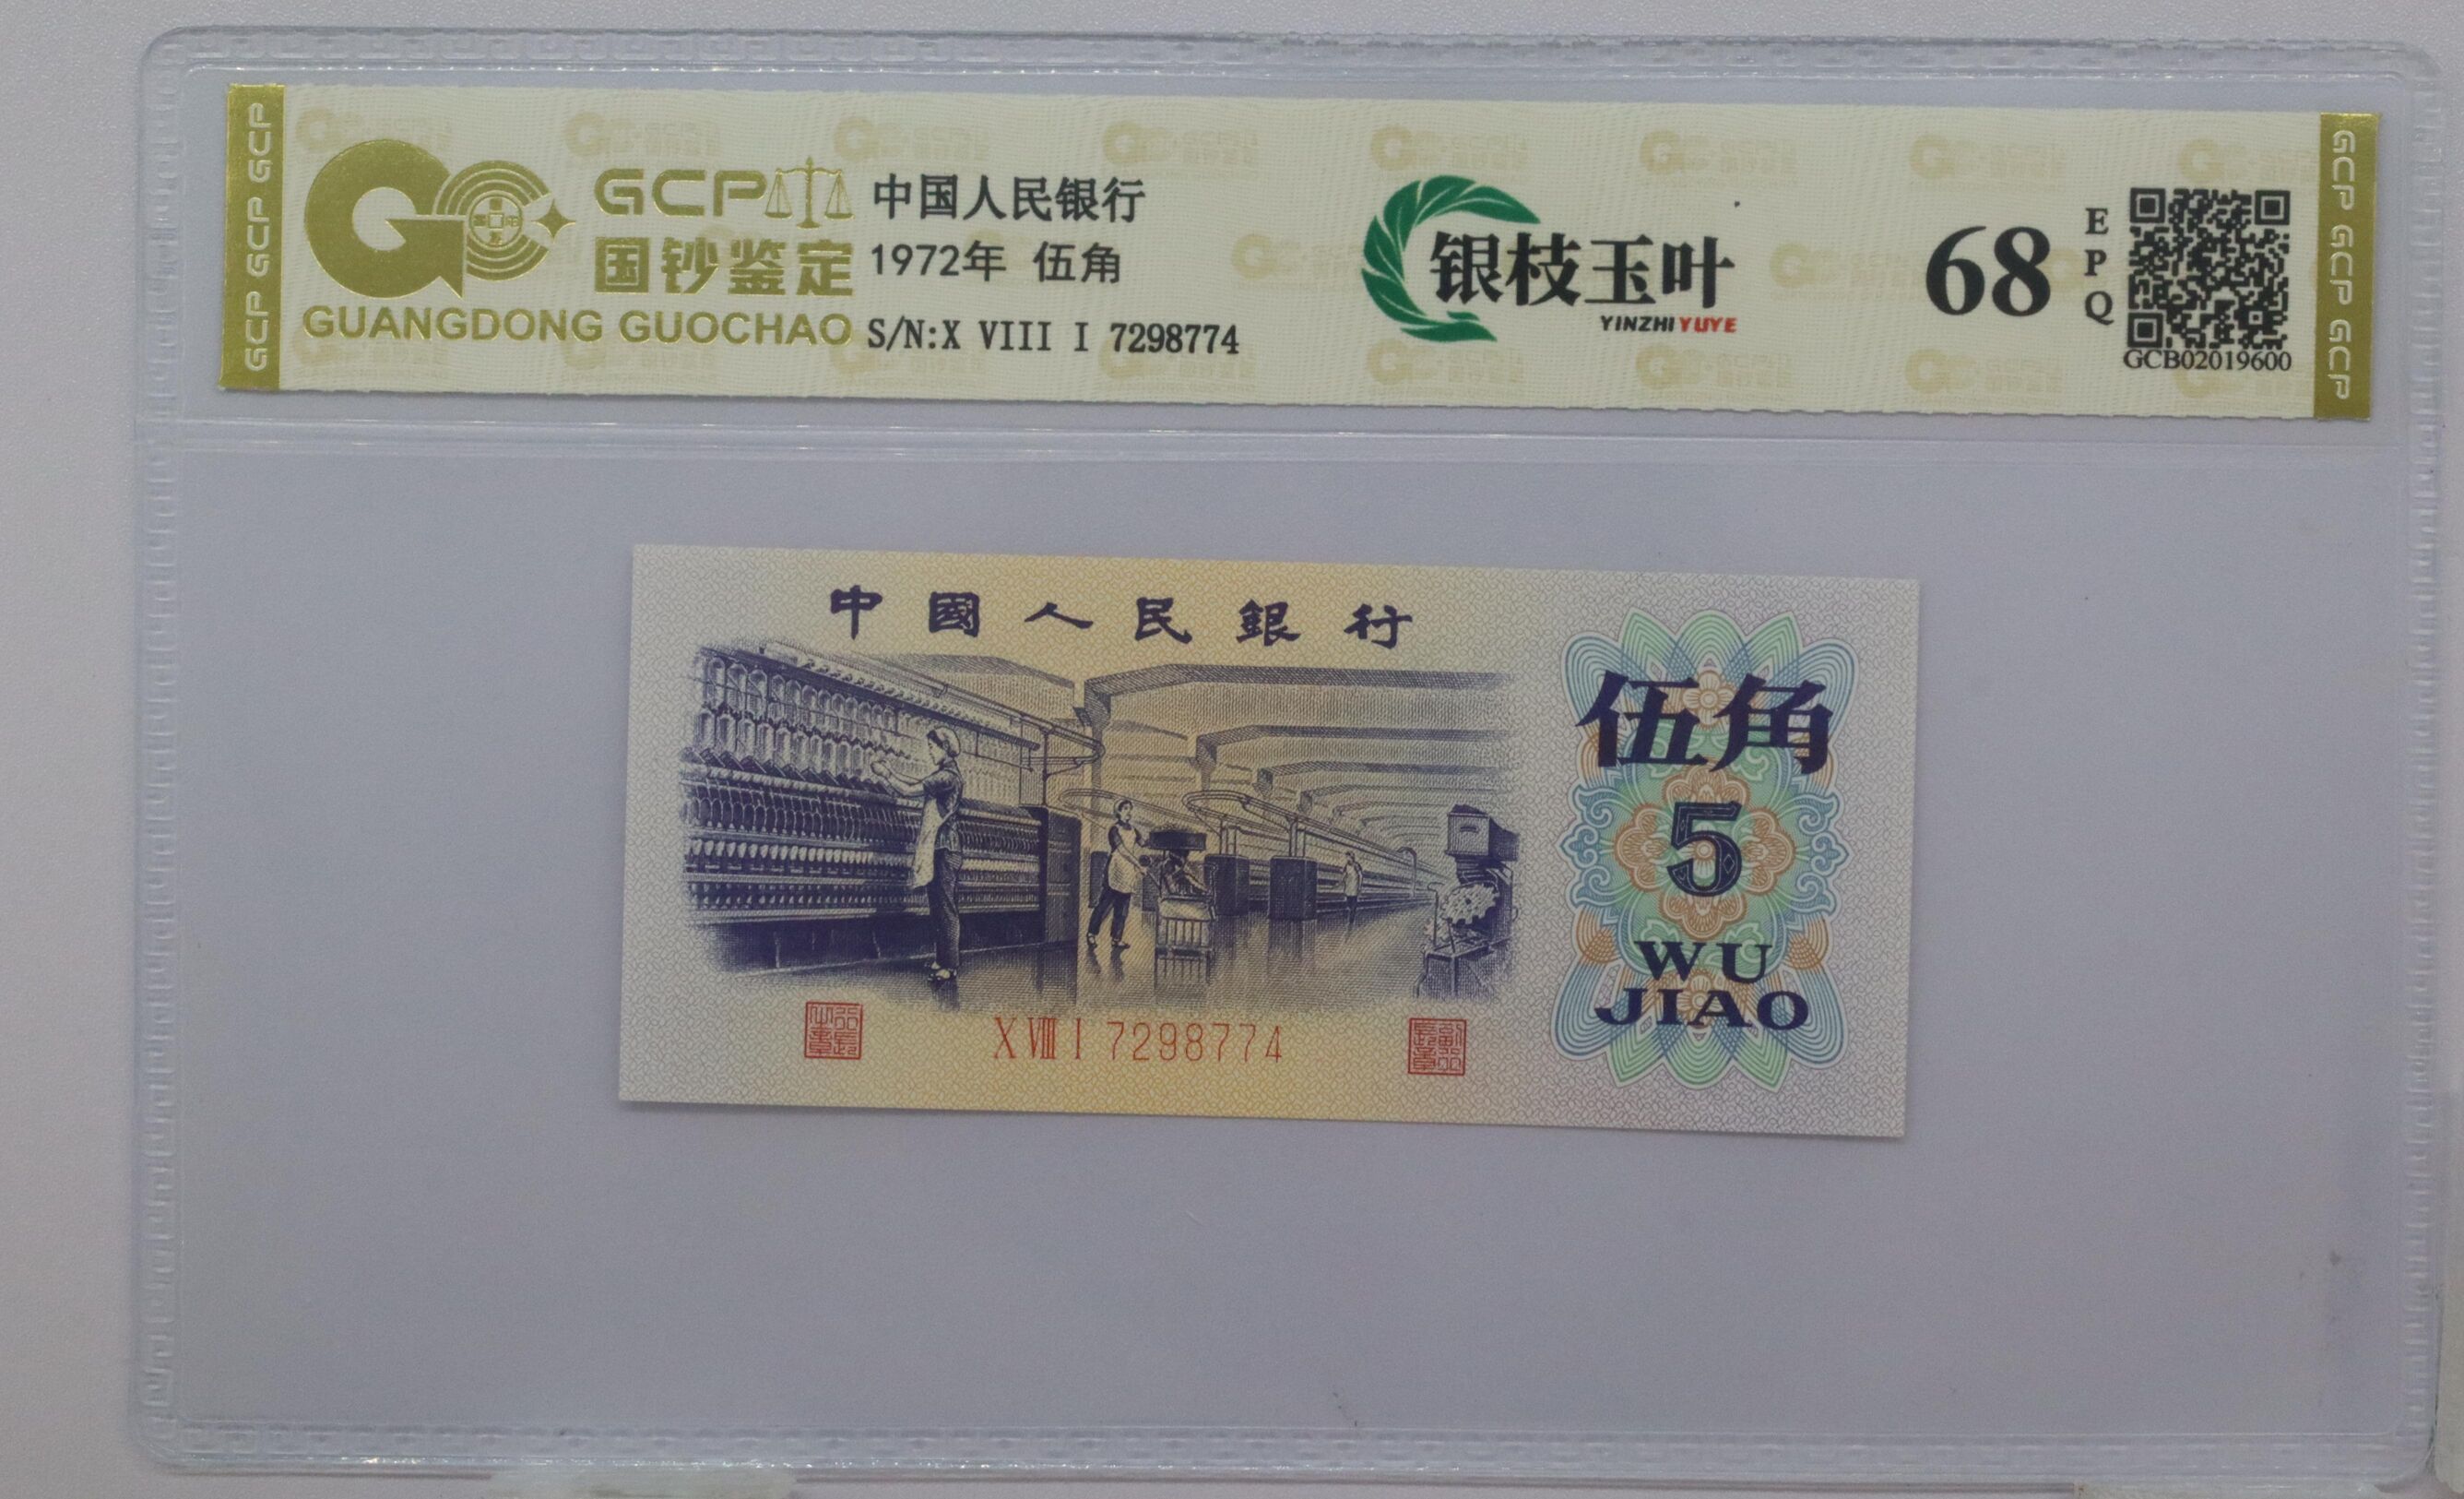 GCP GCP GCP
GCP
国钞鉴定
GUANGDONG GUOCHAO
中国人民银行
1972年 伍角
S/N:X VIII I 7298774
银枝玉叶
YINZHIYUYE
68
EPQ
GCB02019600
GCP GCP GCP
中國人民銀行
伍角
5
WU
JIAO
X VIII I 7298774